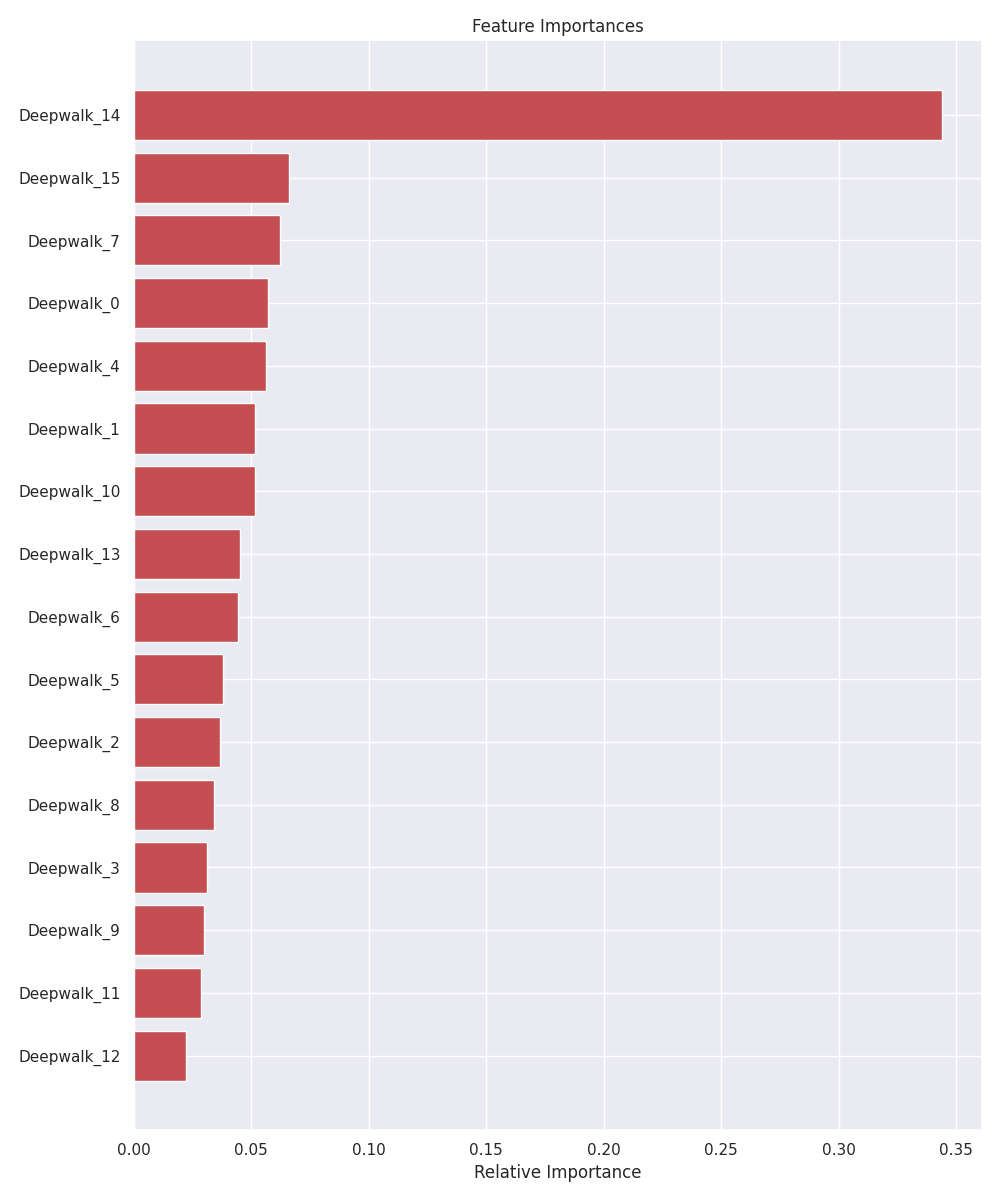 Feature Importances
Deepwalk_14
Deepwalk_15
Deepwalk_7
Deepwalk_0
Deepwalk_4
Deepwalk_1
Deepwalk_10
Deepwalk_13
Deepwalk_6
Deepwalk_5
Deepwalk_2
Deepwalk_8
Deepwalk_3
Deepwalk_9
Deepwalk_11
Deepwalk_12
0.00 0.05 0.10 0.15 0.20 0.25 0.30 0.35
Relative Importance